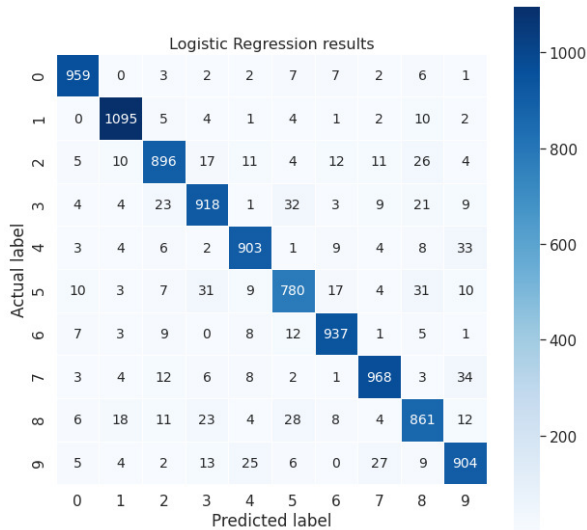 Logistic Regression results
Actual label
0 959 0 3 2 2 7 7 2 6 1
1 0 1095 5 4 1 4 1 2 10 2
2 5 10 896 17 11 4 12 11 26 4
3 4 4 23 918 1 32 3 9 21 9
4 3 4 6 2 903 1 9 4 8 33
5 10 3 7 31 9 780 17 4 31 10
6 7 3 9 0 8 12 937 1 5 1
7 3 4 12 6 8 2 1 968 3 34
8 6 18 11 23 4 28 8 4 861 12
9 5 4 2 13 25 6 0 27 9 904
0 1 2 3 4 5 6 7 8 9
Predicted label
1000
800
600
400
200